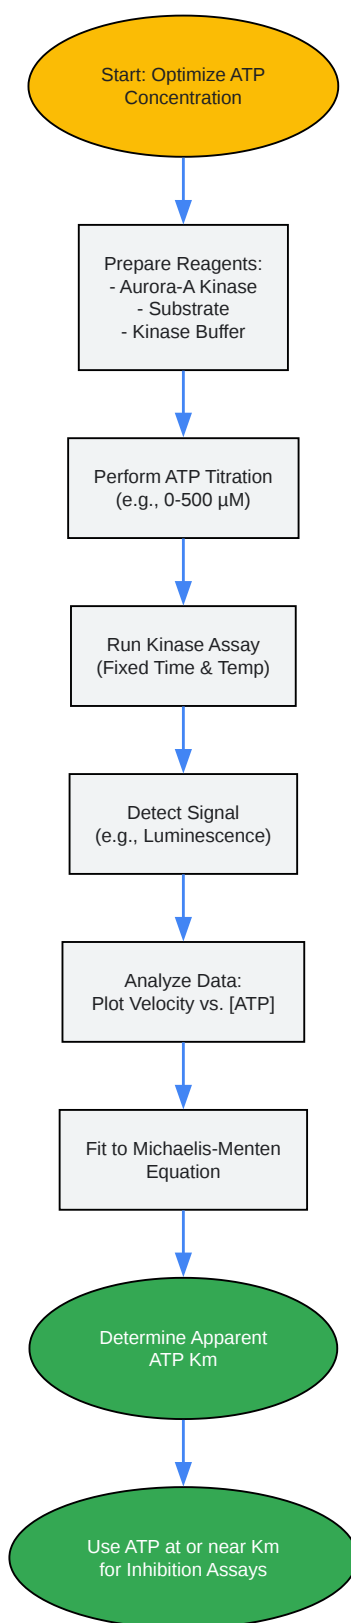 Start: Optimize ATP
Concentration
Prepare Reagents:
- Aurora-A Kinase
- Substrate
- Kinase Buffer
Perform ATP Titration
(e.g., 0-500 µM)
Run Kinase Assay
(Fixed Time & Temp)
Detect Signal
(e.g., Luminescence)
Analyze Data:
Plot Velocity vs. [ATP]
Fit to Michaelis-Menten
Equation
Determine Apparent
ATP Km
Use ATP at or near Km
for Inhibition Assays